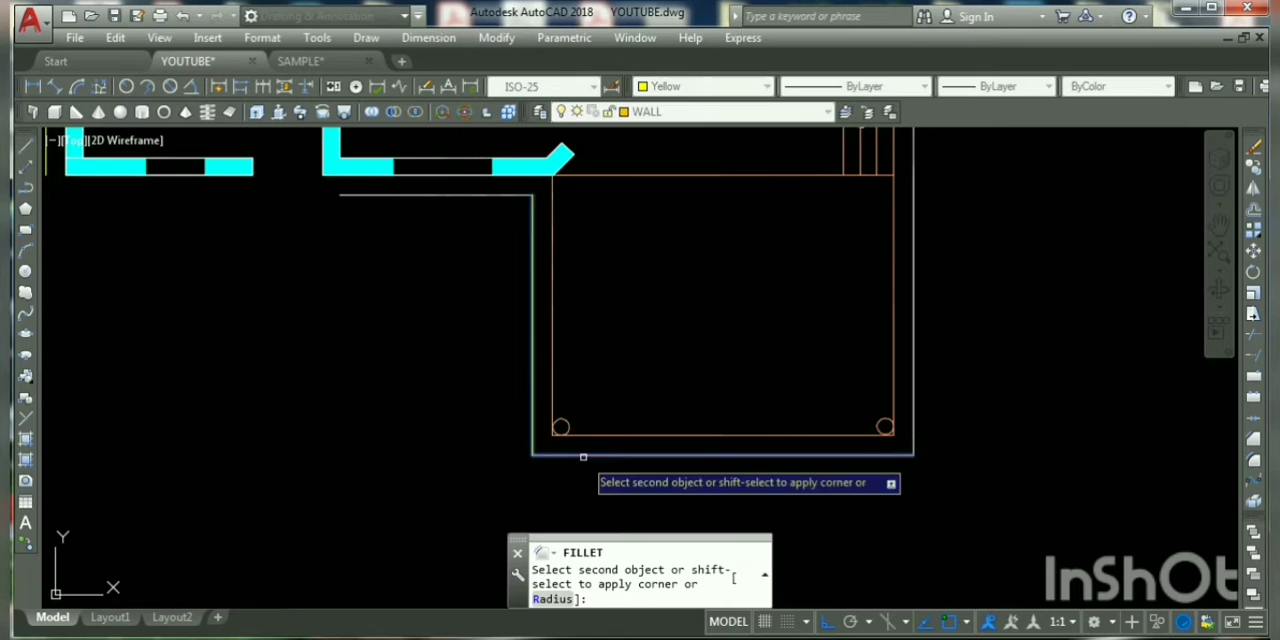 Drafting & Annotation
Autodesk AutoCAD 2018 YOUTUBE.dwg
Type a keyword or phrase
Sign In
File Edit View Insert Format Tools Draw Dimension Modify Parametric Window Help Express
Start YOUTUBE* SAMPLE*
ISO-25 Yellow ByLayer ByLayer ByColor
WALL
[−][Top][2D Wireframe]
Select second object or shift-select to apply corner or
Y
X
FILLET
Select second object or shift-
select to apply corner or [
Radius]:
InShOt
Model Layout1 Layout2 +
MODEL 1:1